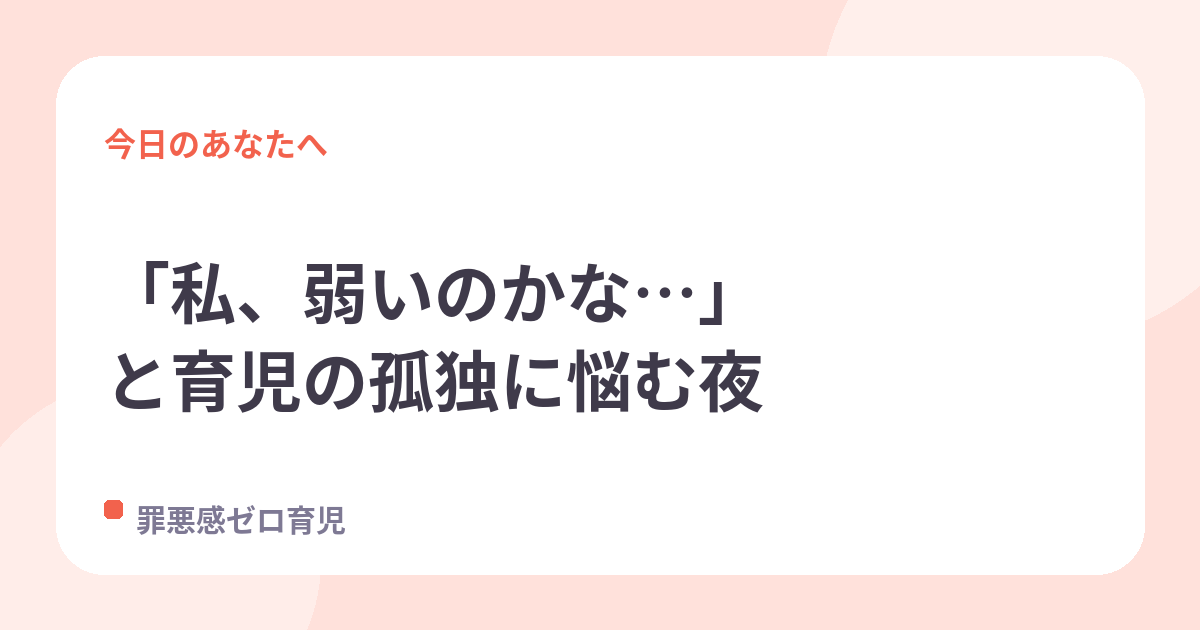 今日のあなたへ
「私、弱いのかな…」
と育児の孤独に悩む夜
罪悪感ゼロ育児